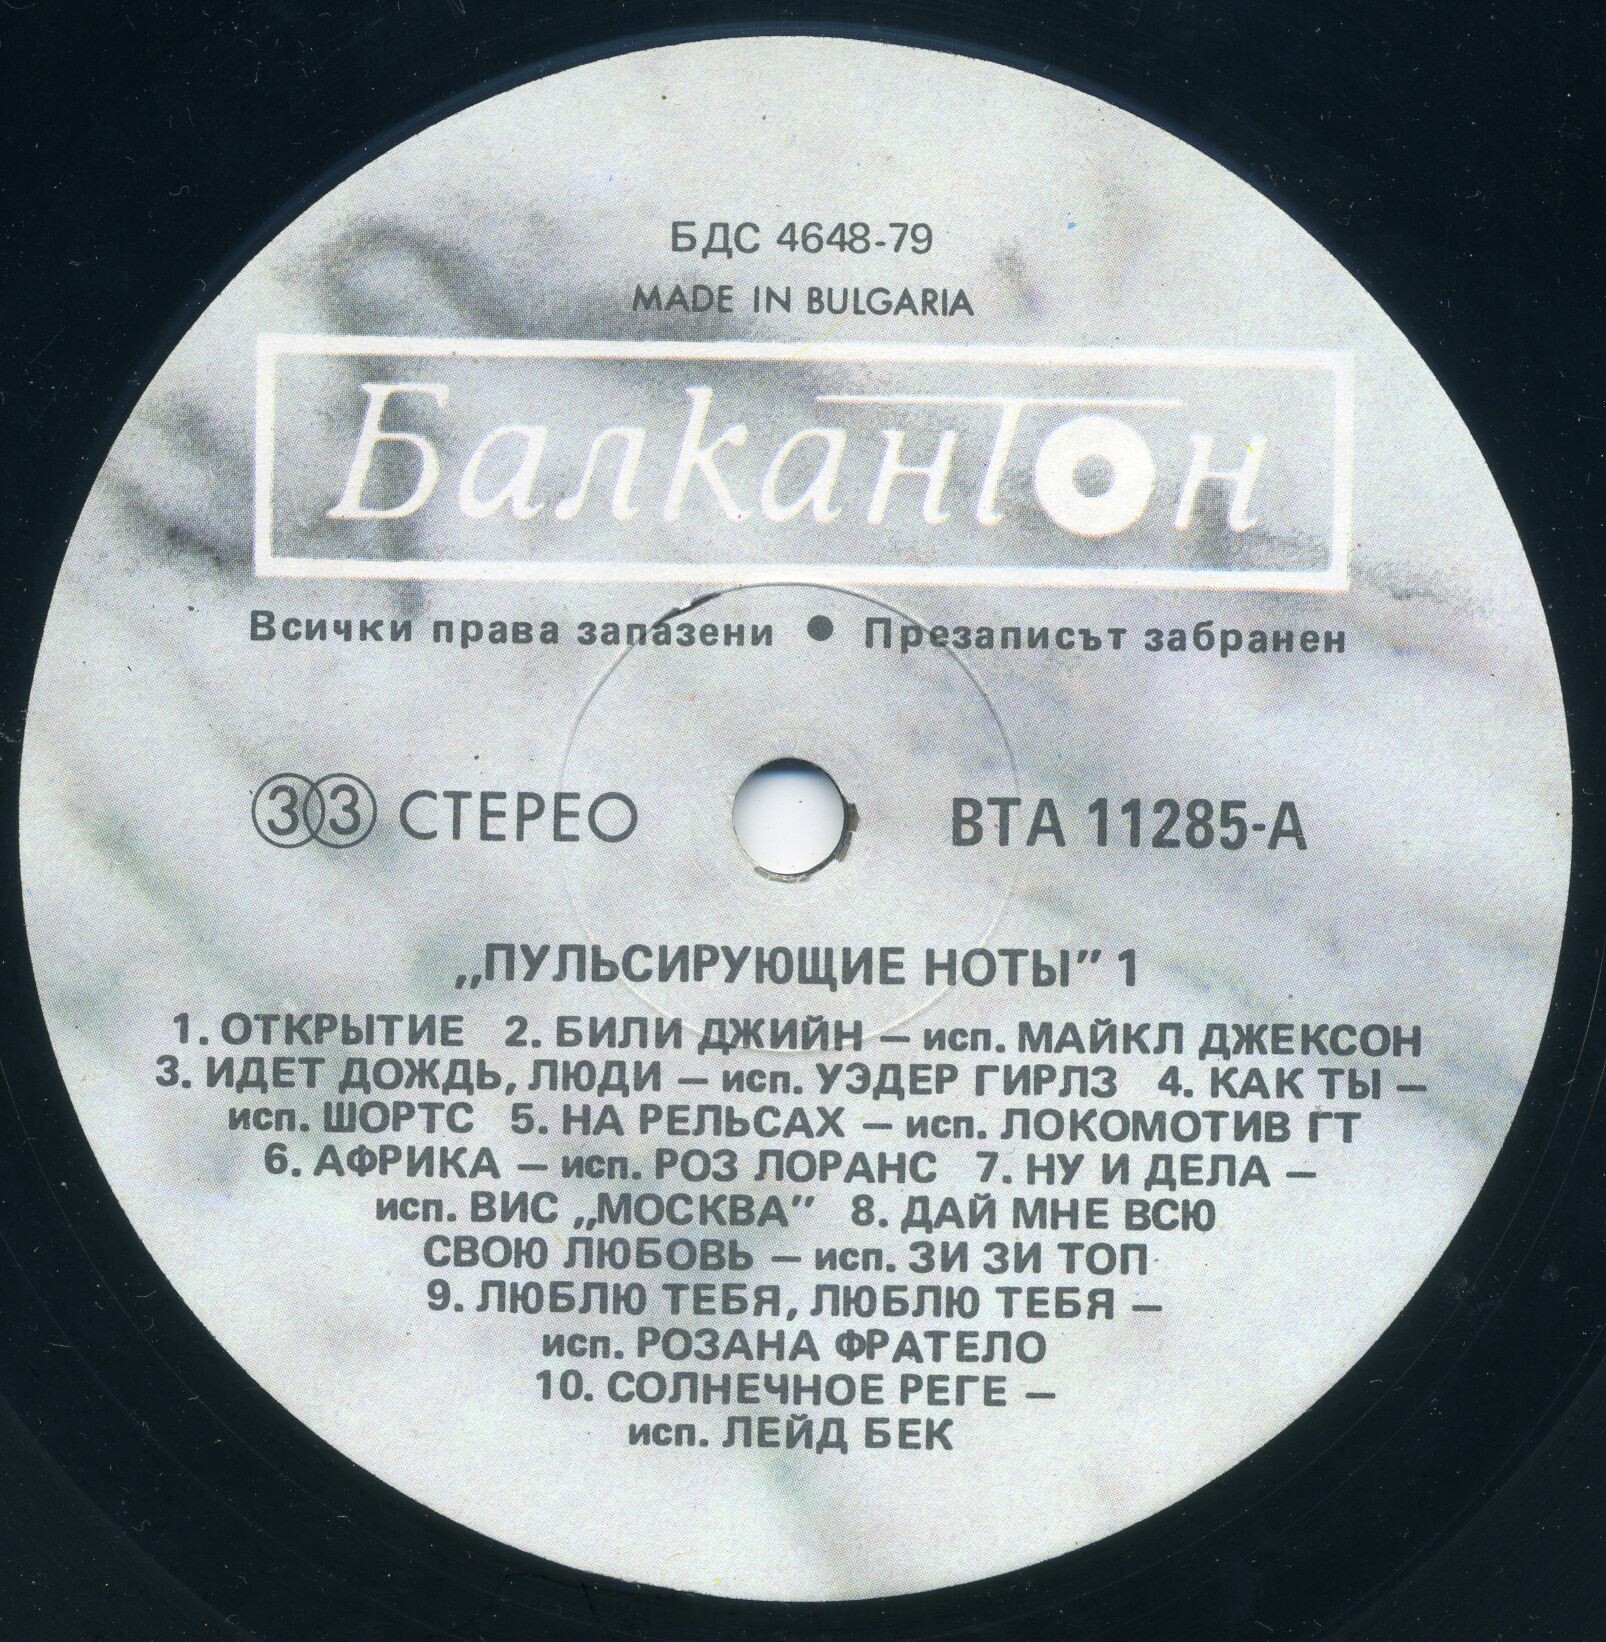 БДС 4648-79
MADE IN BULGARIA
Балкантон
Всички права запазени ● Презаписът забранен
33 СТЕРЕО ВТА 11285-А
„ПУЛЬСИРУЮЩИЕ НОТЫ” 1
1. ОТКРЫТИЕ 2. БИЛИ ДЖИЙН — исп. МАЙКЛ ДЖЕКСОН
3. ИДЕТ ДОЖДЬ, ЛЮДИ — исп. УЭДЕР ГИРЛЗ 4. КАК ТЫ —
исп. ШОРТС 5. НА РЕЛЬСАХ — исп. ЛОКОМОТИВ ГТ
6. АФРИКА — исп. РОЗ ЛОРАНС 7. НУ И ДЕЛА —
исп. ВИС „МОСКВА” 8. ДАЙ МНЕ ВСЮ
СВОЮ ЛЮБОВЬ — исп. ЗИ ЗИ ТОП
9. ЛЮБЛЮ ТЕБЯ, ЛЮБЛЮ ТЕБЯ —
исп. РОЗАНА ФРАТЕЛО
10. СОЛНЕЧНОЕ РЕГЕ —
исп. ЛЕЙД БЕК